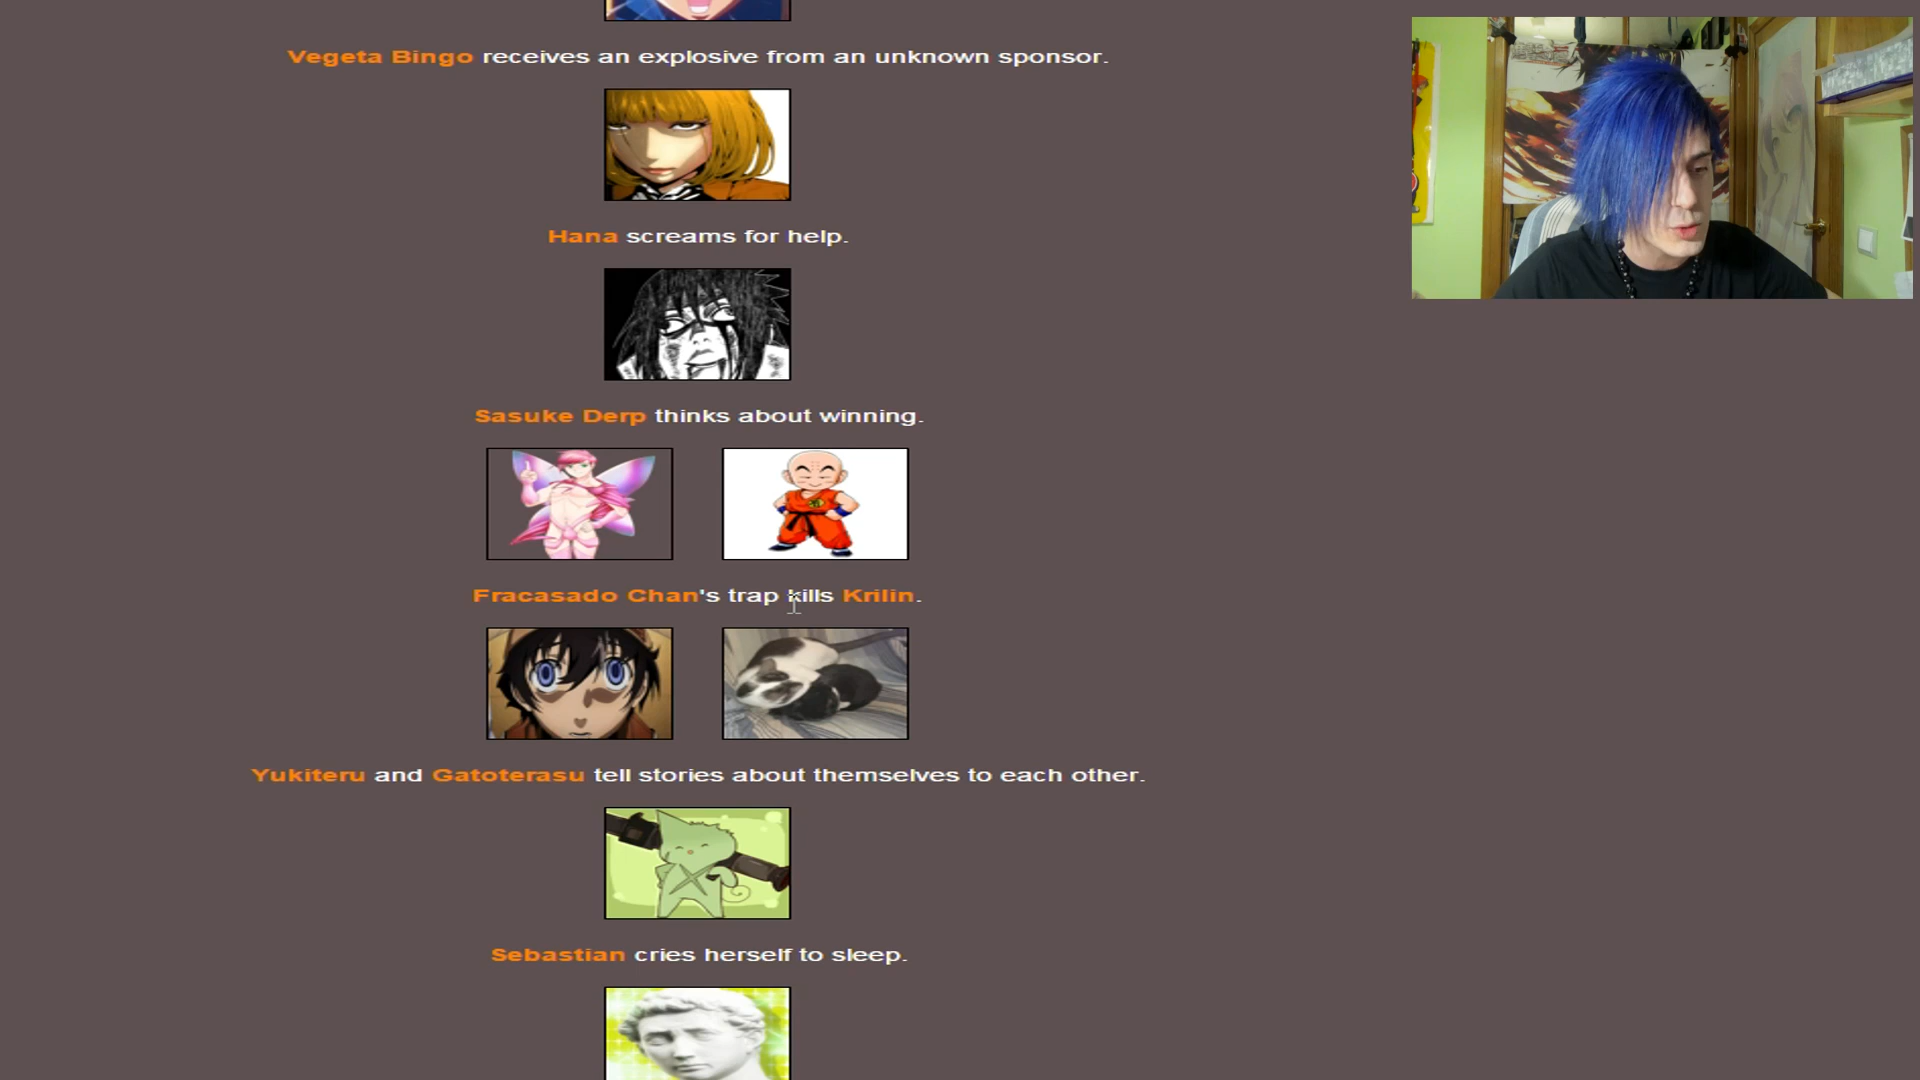 Vegeta Bingo receives an explosive from an unknown sponsor.
Hana screams for help.
Sasuke Derp thinks about winning.
Fracasado Chan's trap kills Krilin.
Yukiteru and Gatoterasu tell stories about themselves to each other.
Sebastian cries herself to sleep.